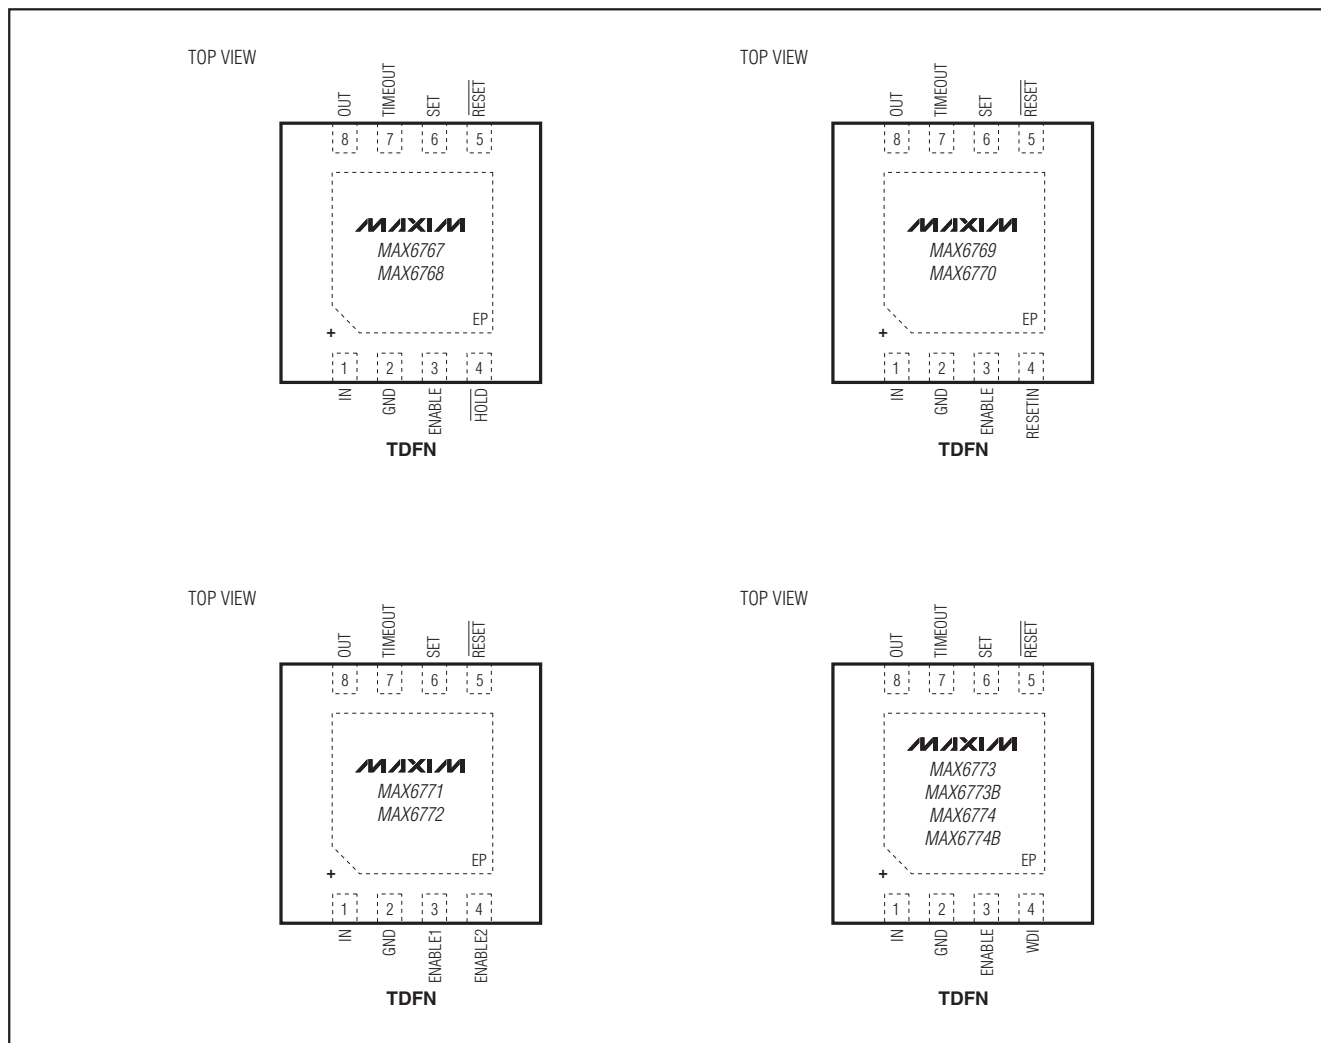 TOP VIEW
OUT
TIMEOUT
SET
RESET
8 7 6 5
MAXIM
MAX6767
MAX6768
EP
+
1 2 3 4
IN
GND
ENABLE
HOLD
TDFN
TOP VIEW
OUT
TIMEOUT
SET
RESET
8 7 6 5
MAXIM
MAX6769
MAX6770
EP
+
1 2 3 4
IN
GND
ENABLE
RESETIN
TDFN
TOP VIEW
OUT
TIMEOUT
SET
RESET
8 7 6 5
MAXIM
MAX6771
MAX6772
EP
+
1 2 3 4
IN
GND
ENABLE1
ENABLE2
TDFN
TOP VIEW
OUT
TIMEOUT
SET
RESET
8 7 6 5
MAXIM
MAX6773
MAX6773B
MAX6774
MAX6774B
EP
+
1 2 3 4
IN
GND
ENABLE
WDI
TDFN